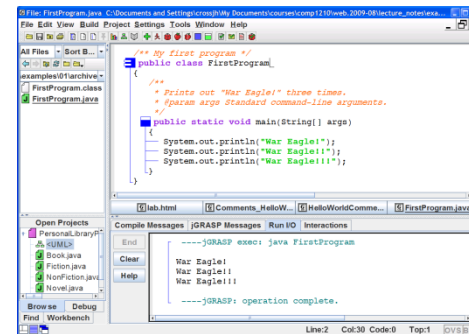 File: FirstProgram.java  C:\Documents and Settings\crossjh\My Documents\courses\comp1210\web.2009-08\lecture_notes\exa...
File Edit View Build Project Settings Tools Window Help
All Files Sort B...
examples\01\archive
FirstProgram.class
FirstProgram.java
/** My first program */
public class FirstProgram
{
/**
* Prints out "War Eagle!" three times.
* @param args Standard command-line arguments.
*/
public static void main(String[] args)
{
System.out.println("War Eagle!");
System.out.println("War Eagle!!");
System.out.println("War Eagle!!!");
}
}
lab.html Comments_HelloW... HelloWorldComme... FirstProgram.java
Open Projects
PersonalLibraryP
<UML>
Book.java
Fiction.java
NonFiction.java
Novel.java
Browse Debug
Find Workbench
Compile Messages jGRASP Messages Run I/O Interactions
End
Clear
Help
----jGRASP exec: java FirstProgram
War Eagle!
War Eagle!!
War Eagle!!!
----jGRASP: operation complete.
Line:2 Col:30 Code:0 Top:1 OVS